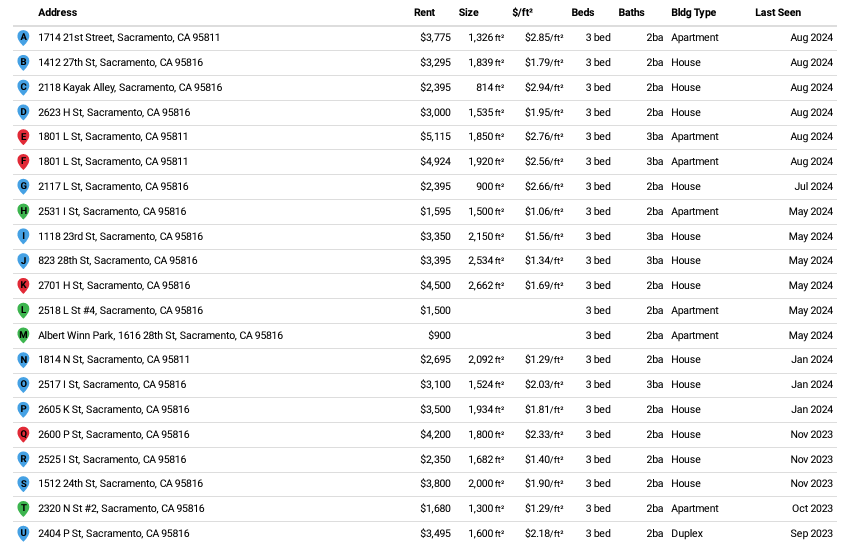 Address Rent Size $/ft² Beds Baths Bldg Type Last Seen
A 1714 21st Street, Sacramento, CA 95811 $3,775 1,326 ft² $2.85/ft² 3 bed 2ba Apartment Aug 2024
B 1412 27th St, Sacramento, CA 95816 $3,295 1,839 ft² $1.79/ft² 3 bed 2ba House Aug 2024
C 2118 Kayak Alley, Sacramento, CA 95816 $2,395 814 ft² $2.94/ft² 3 bed 2ba House Aug 2024
D 2623 H St, Sacramento, CA 95816 $3,000 1,535 ft² $1.95/ft² 3 bed 2ba House Aug 2024
E 1801 L St, Sacramento, CA 95811 $5,115 1,850 ft² $2.76/ft² 3 bed 3ba Apartment Aug 2024
F 1801 L St, Sacramento, CA 95811 $4,924 1,920 ft² $2.56/ft² 3 bed 3ba Apartment Aug 2024
G 2117 L St, Sacramento, CA 95816 $2,395 900 ft² $2.66/ft² 3 bed 2ba House Jul 2024
H 2531 I St, Sacramento, CA 95816 $1,595 1,500 ft² $1.06/ft² 3 bed 2ba Apartment May 2024
I 1118 23rd St, Sacramento, CA 95816 $3,350 2,150 ft² $1.56/ft² 3 bed 3ba House May 2024
J 823 28th St, Sacramento, CA 95816 $3,395 2,534 ft² $1.34/ft² 3 bed 3ba House May 2024
K 2701 H St, Sacramento, CA 95816 $4,500 2,662 ft² $1.69/ft² 3 bed 2ba House May 2024
L 2518 L St #4, Sacramento, CA 95816 $1,500 3 bed 2ba Apartment May 2024
M Albert Winn Park, 1616 28th St, Sacramento, CA 95816 $900 3 bed 2ba Apartment May 2024
N 1814 N St, Sacramento, CA 95811 $2,695 2,092 ft² $1.29/ft² 3 bed 2ba House Jan 2024
O 2517 I St, Sacramento, CA 95816 $3,100 1,524 ft² $2.03/ft² 3 bed 3ba House Jan 2024
P 2605 K St, Sacramento, CA 95816 $3,500 1,934 ft² $1.81/ft² 3 bed 2ba House Jan 2024
Q 2600 P St, Sacramento, CA 95816 $4,200 1,800 ft² $2.33/ft² 3 bed 2ba House Nov 2023
R 2525 I St, Sacramento, CA 95816 $2,350 1,682 ft² $1.40/ft² 3 bed 2ba House Nov 2023
S 1512 24th St, Sacramento, CA 95816 $3,800 2,000 ft² $1.90/ft² 3 bed 2ba House Nov 2023
T 2320 N St #2, Sacramento, CA 95816 $1,680 1,300 ft² $1.29/ft² 3 bed 2ba Apartment Oct 2023
U 2404 P St, Sacramento, CA 95816 $3,495 1,600 ft² $2.18/ft² 3 bed 2ba Duplex Sep 2023